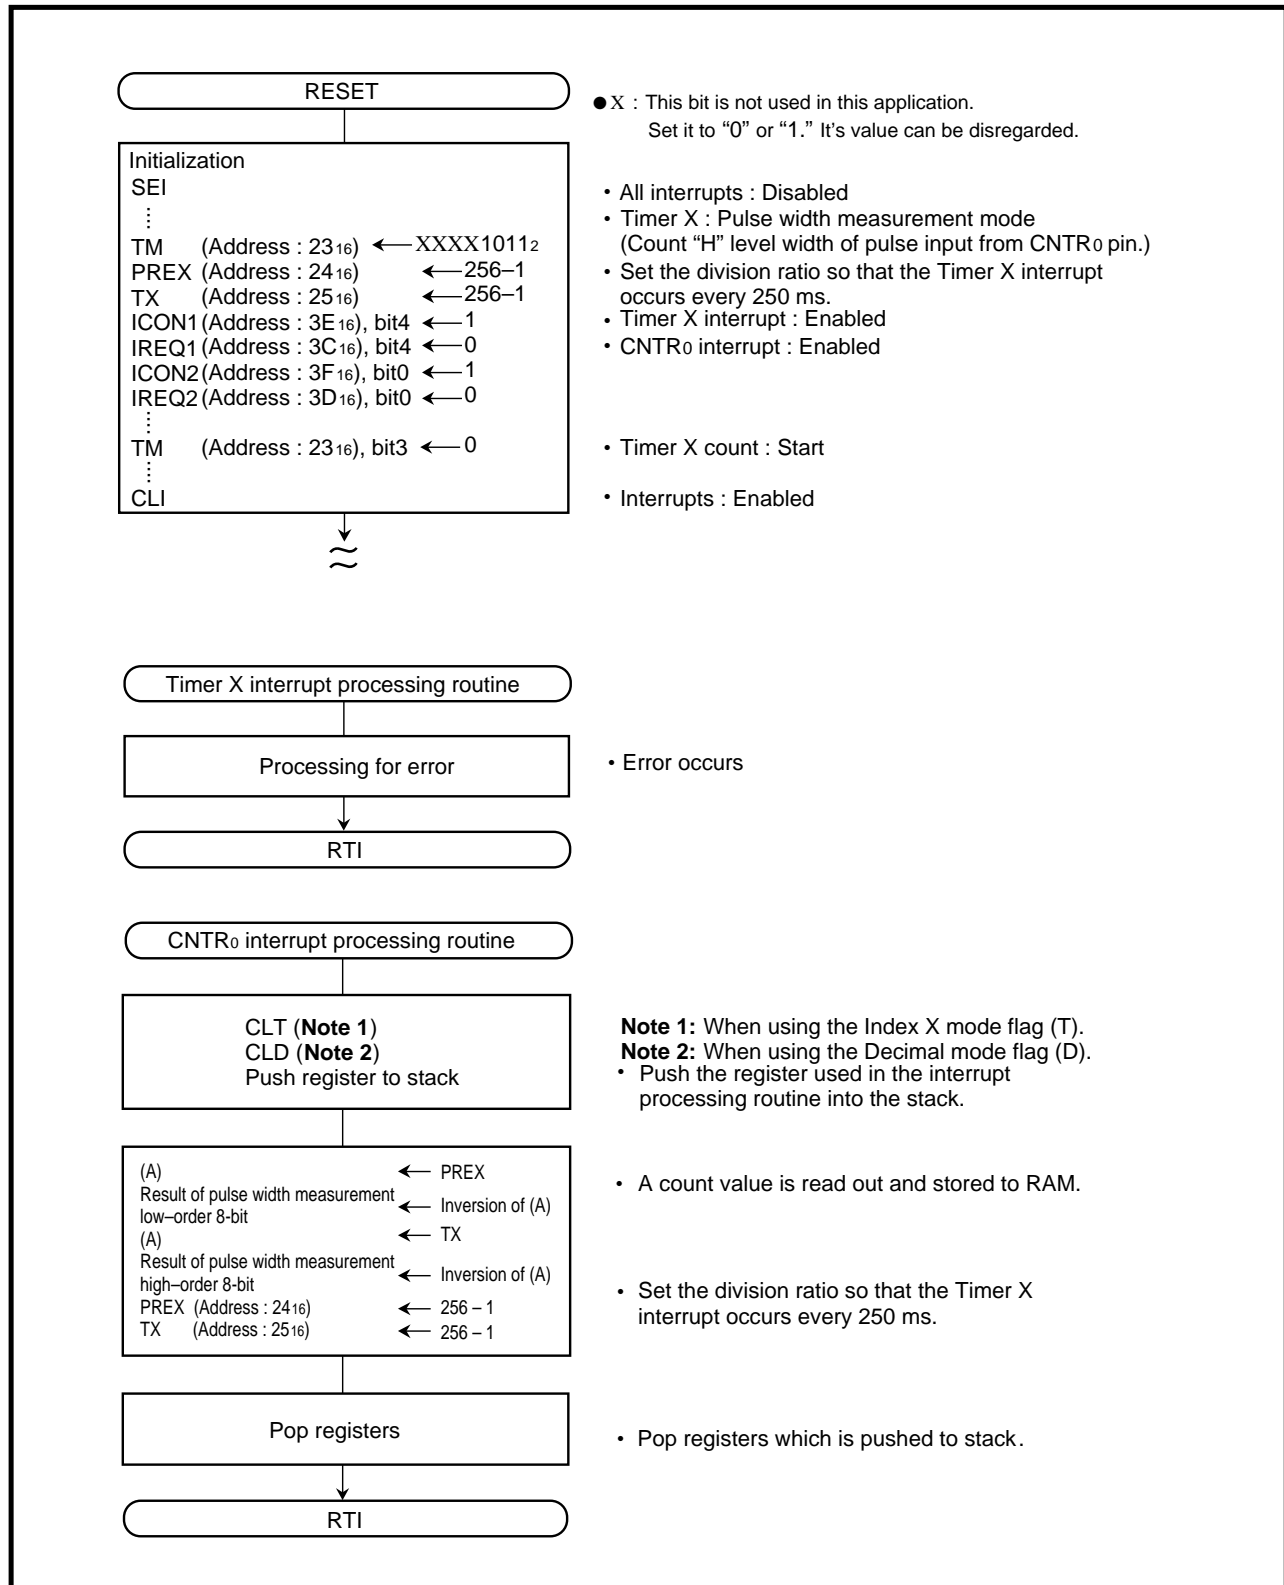 RESET
●X : This bit is not used in this application.
Set it to “0” or “1.” It’s value can be disregarded.
Initialization
SEI
• All interrupts : Disabled
• Timer X : Pulse width measurement mode
(Count “H” level width of pulse input from CNTR0 pin.)
TM (Address : 2316) ← XXXX10112
PREX (Address : 2416) ← 256–1
• Set the division ratio so that the Timer X interrupt
occurs every 250 ms.
TX (Address : 2516) ← 256–1
ICON1 (Address : 3E16), bit4 ← 1
• Timer X interrupt : Enabled
IREQ1 (Address : 3C16), bit4 ← 0
• CNTR0 interrupt : Enabled
ICON2 (Address : 3F16), bit0 ← 1
IREQ2 (Address : 3D16), bit0 ← 0
TM (Address : 2316), bit3 ← 0
• Timer X count : Start
CLI
• Interrupts : Enabled
Timer X interrupt processing routine
Processing for error
• Error occurs
RTI
CNTR0 interrupt processing routine
CLT (Note 1)
CLD (Note 2)
Push register to stack
Note 1: When using the Index X mode flag (T).
Note 2: When using the Decimal mode flag (D).
• Push the register used in the interrupt
processing routine into the stack.
(A) ← PREX
Result of pulse width measurement
low–order 8-bit ← Inversion of (A)
(A) ← TX
Result of pulse width measurement
high–order 8-bit ← Inversion of (A)
PREX (Address : 2416) ← 256 – 1
TX (Address : 2516) ← 256 – 1
• A count value is read out and stored to RAM.
• Set the division ratio so that the Timer X
interrupt occurs every 250 ms.
Pop registers
• Pop registers which is pushed to stack.
RTI